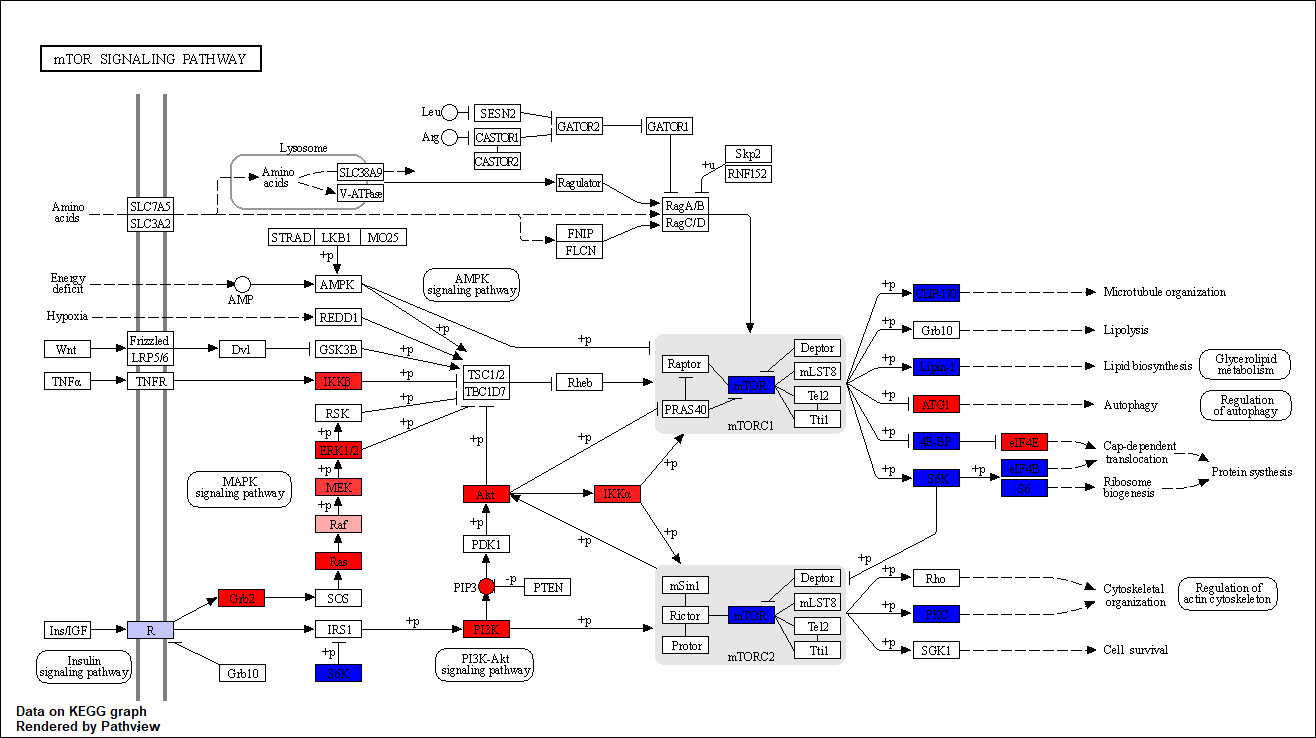 mTOR SIGNALING PATHWAY
Leu
SESN2
GATOR2
GATOR1
Arg
CASTOR1
CASTOR2
Lysosome
Skp2
+u
RNF152
Amino
acids
SLC38A9
V-ATPase
Ragulator
Amino
acids
SLC7A5
SLC3A2
RagA/B
RagC/D
FNIP
FLCN
STRAD
LKB1
MO25
+p
Energy
deficit
AMP
AMPK
AMPK
signaling pathway
Hypoxia
REDD1
+p
Wnt
Frizzled
LRP5/6
Dvl
GSK3B
+p
TNFα
TNFR
IKKβ
+p
TSC1/2
TBC1D7
Rheb
RSK
+p
+p
ERK1/2
+p
+p
MEK
+p
Raf
Ras
MAPK
signaling pathway
Raptor
PRAS40
mTOR
Deptor
mLST8
Tel2
Tti1
mTORC1
+p
Microtubule organization
+p
Grb10
Lipolysis
+p
Lipin-1
Lipid biosynthesis
Glycerolipid
metabolism
+p
ATG1
Autophagy
Regulation
of autophagy
+p
eIF4E
Cap-dependent
translocation
+p
S6K
+p
eIF4B
S6
Ribosome
biogenesis
Protein systhesis
Akt
+p
IKKα
+p
+p
+p
+p
PDK1
PIP3
-p
PTEN
Grb2
SOS
Ins/IGF
R
IRS1
+p
PI3K
+p
S6K
Grb10
Insulin
signaling pathway
PI3K-Akt
signaling pathway
mSin1
Rictor
Protor
mTOR
Deptor
mLST8
Tel2
Tti1
mTORC2
+p
+p
Rho
+p
Cytoskeletal
organization
Regulation of
actin cytoskeleton
+p
SGK1
Cell survival
Data on KEGG graph
Rendered by Pathview